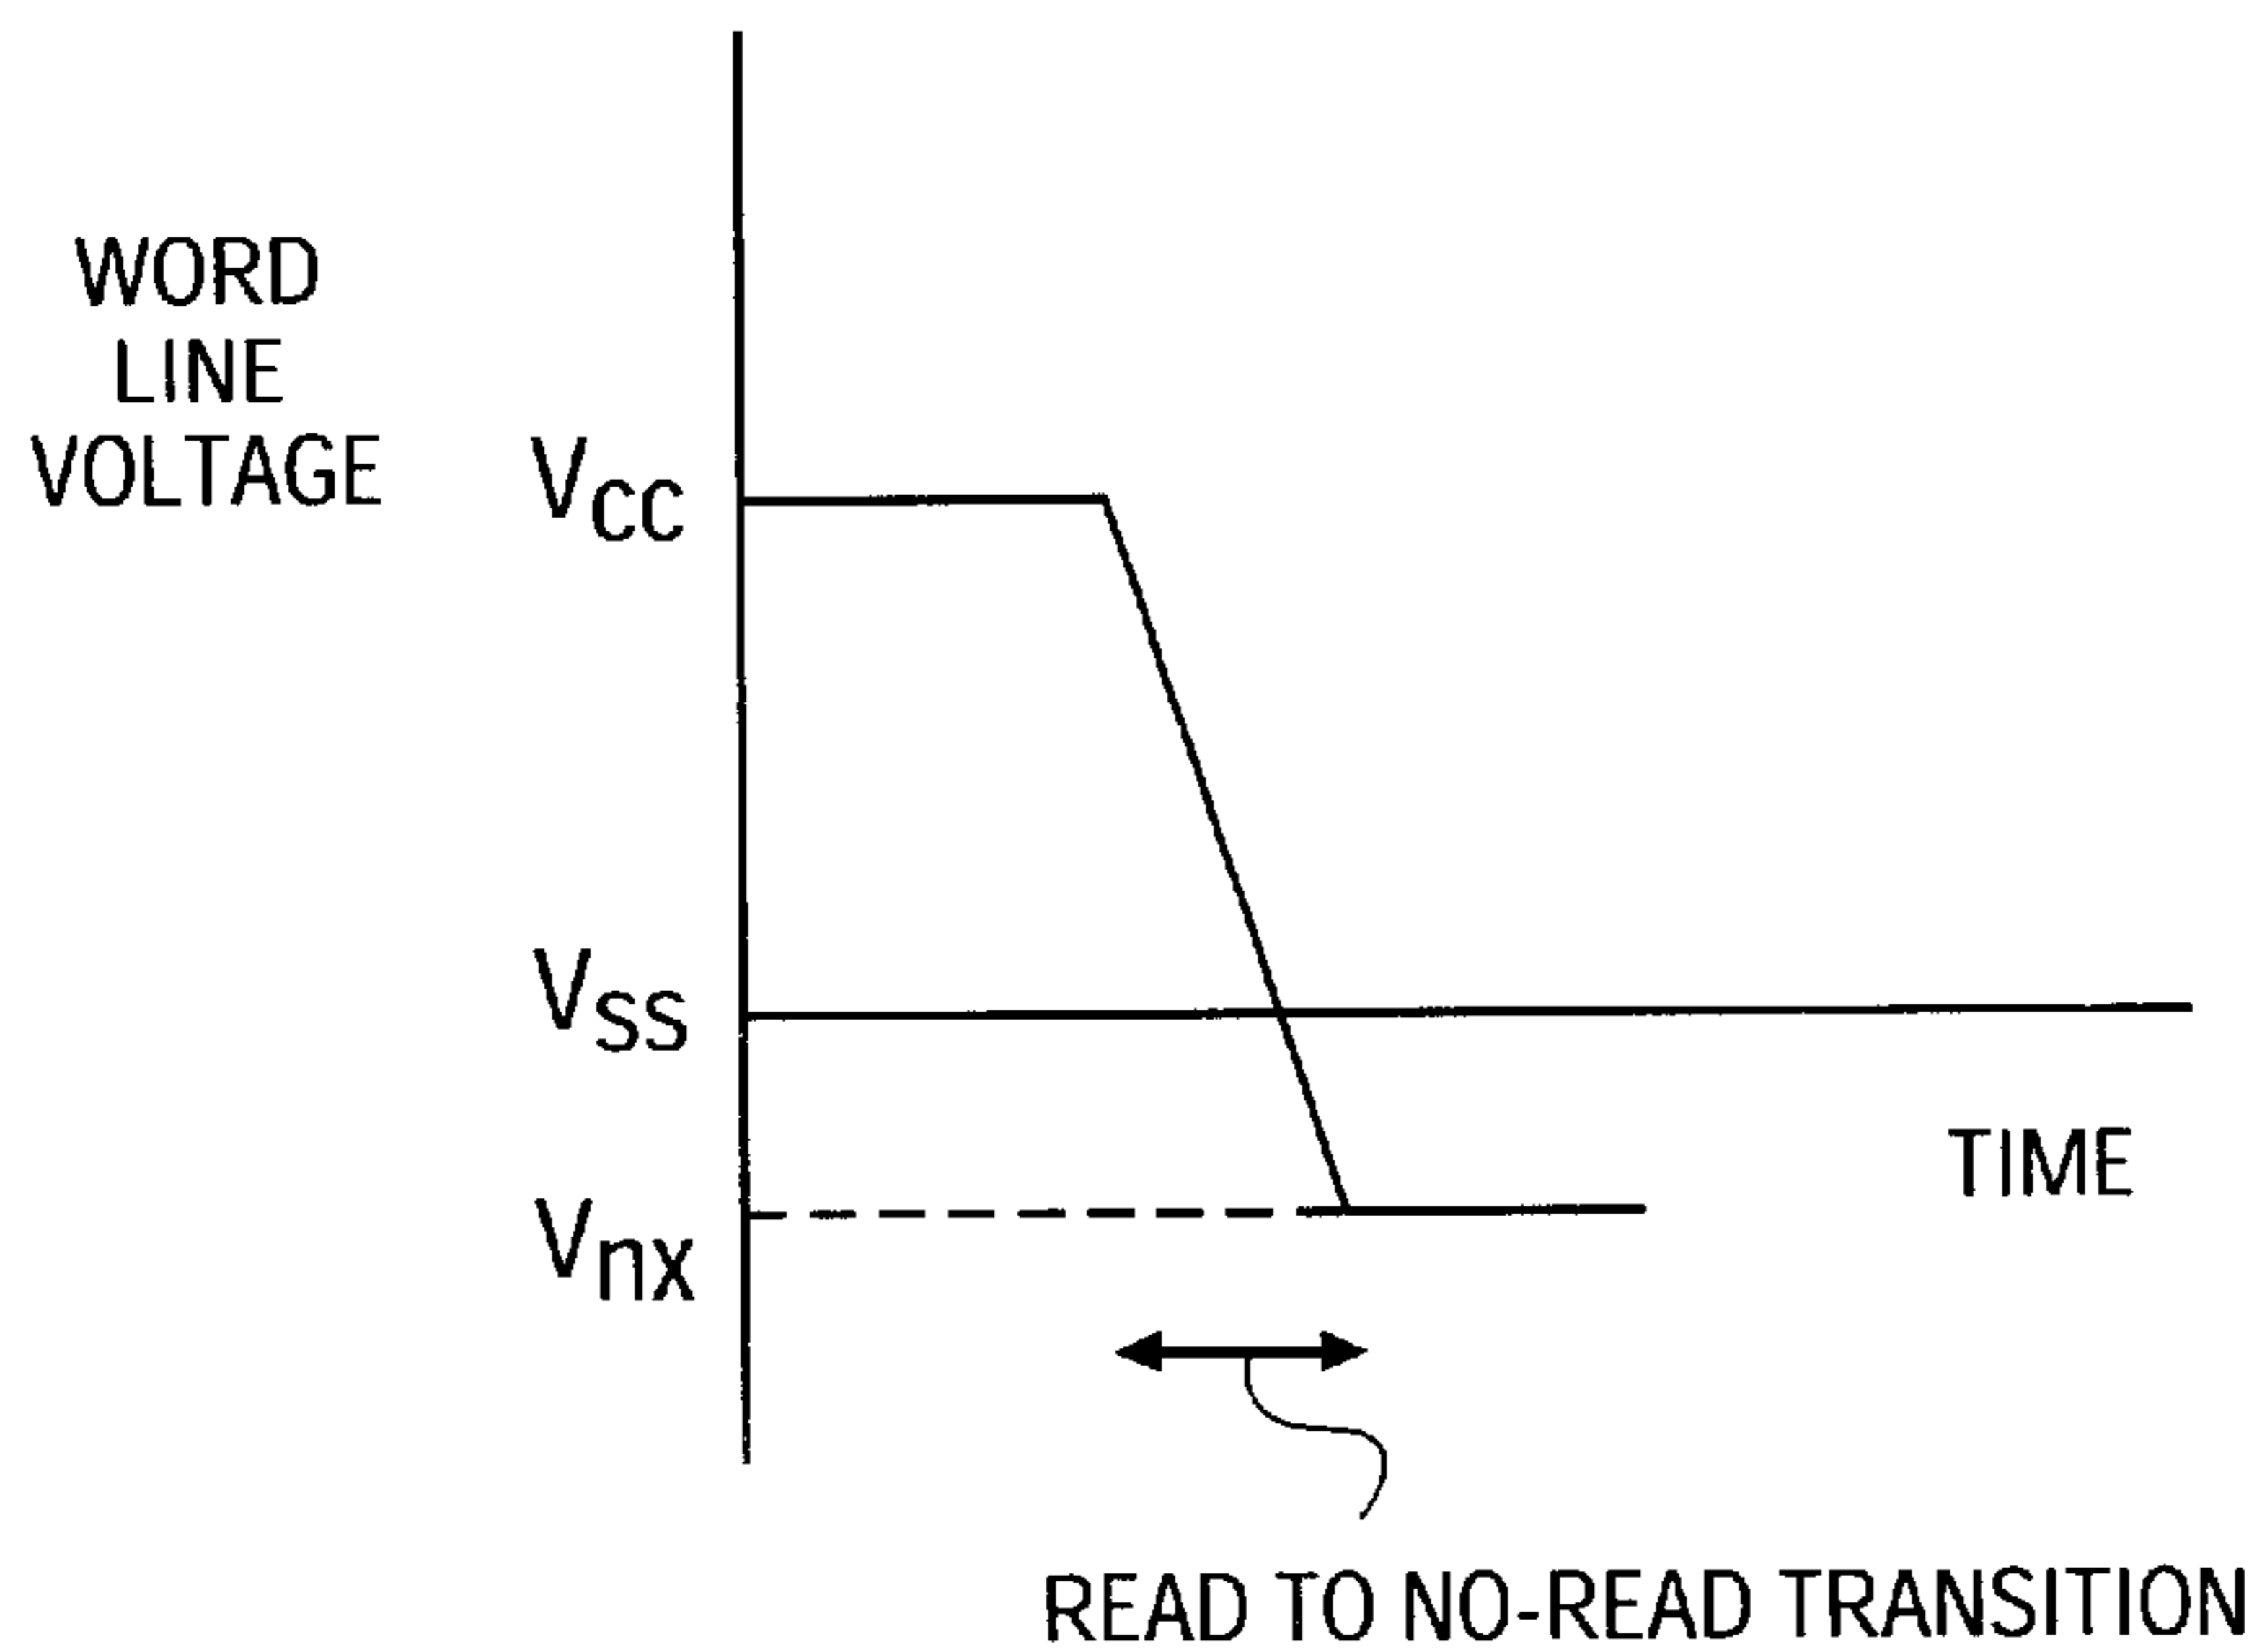 WORD
LINE
VOLTAGE
Vcc
Vss
Vnx
TIME
READ TO NO-READ TRANSITION